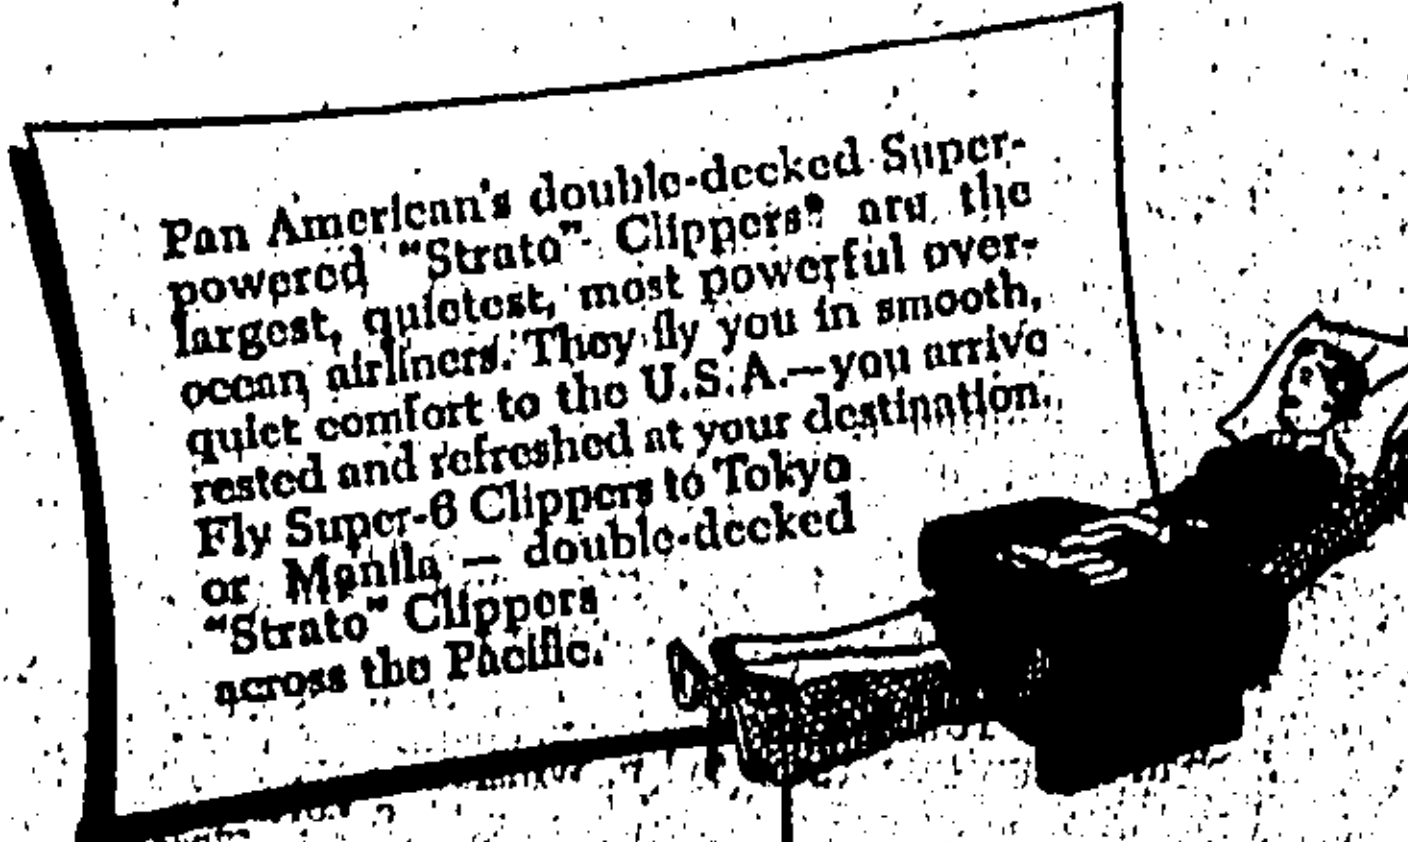 Pan American's double-decked Super-
powered "Strato" Clippers* are the
largest, quietest, most powerful over-
ocean airliners. They fly you in smooth,
quiet comfort to the U.S.A.—you arrive
rested and refreshed at your destination.
Fly Super-6 Clippers to Tokyo
or Manila — double-decked
"Strato" Clippers
across the Pacific.